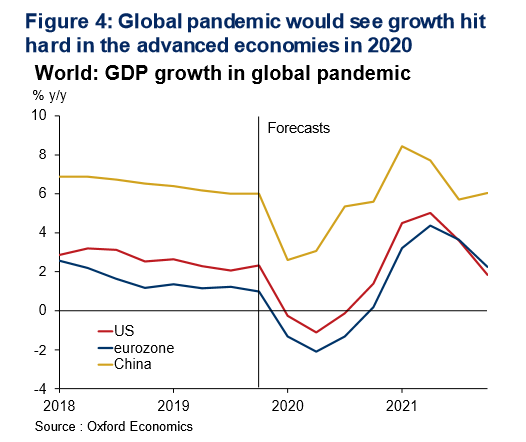 Figure 4: Global pandemic would see growth hit
hard in the advanced economies in 2020
World: GDP growth in global pandemic
% y/y
10
Forecasts
8
6
4
2
0
US
-2
eurozone
China
-4
2018
2019
2020
2021
Source : Oxford Economics